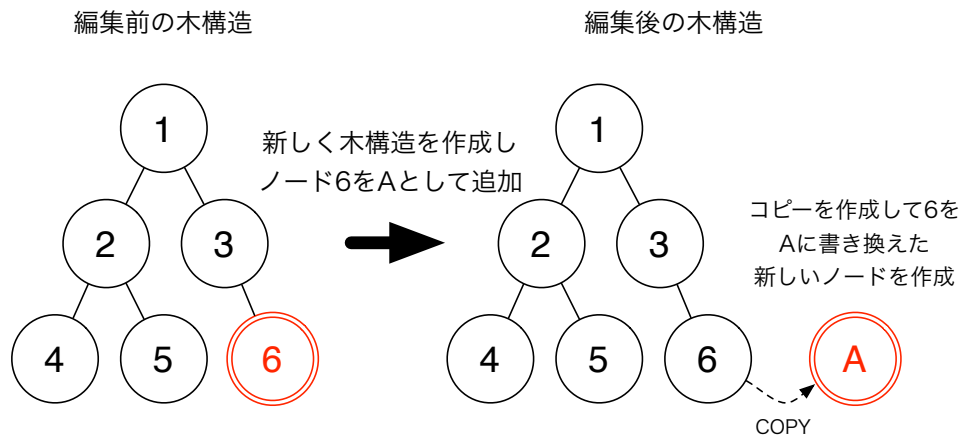 編集前の木構造
編集後の木構造
1
2
3
4
5
6
新しく木構造を作成し
ノード6をAとして追加
1
2
3
4
5
6
コピーを作成して6を
Aに書き換えた
新しいノードを作成
A
COPY